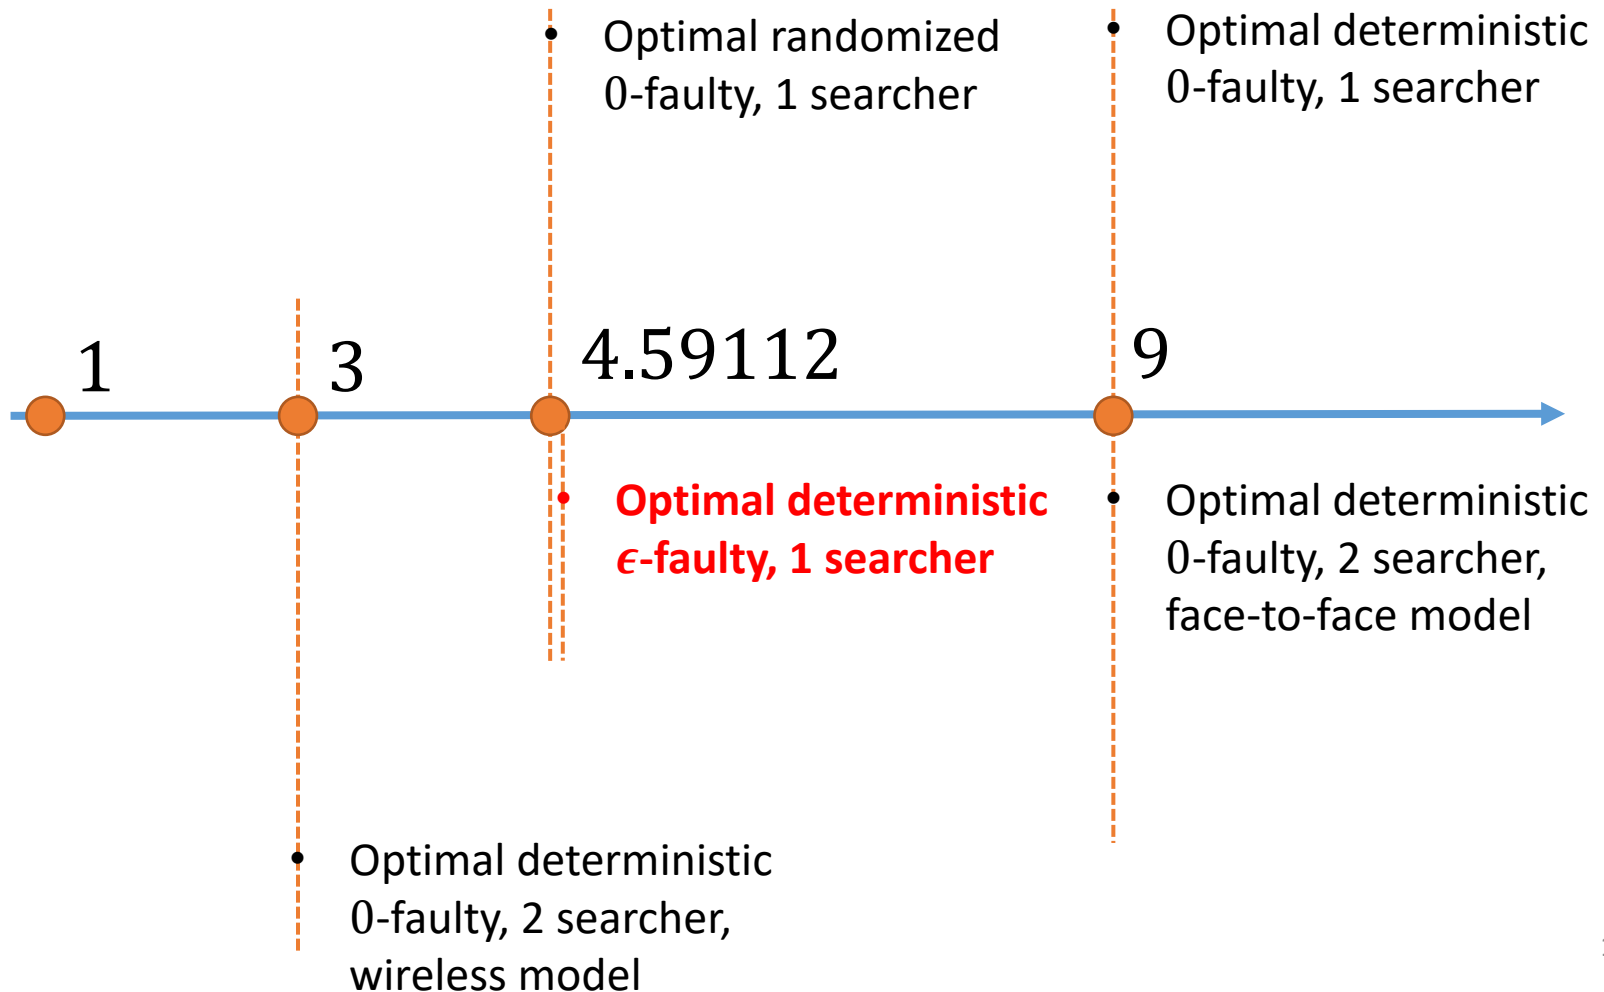 • Optimal randomized
0-faulty, 1 searcher
• Optimal deterministic
0-faulty, 1 searcher
1
3
4.59112
9
• Optimal deterministic
ϵ-faulty, 1 searcher
• Optimal deterministic
0-faulty, 2 searcher,
face-to-face model
• Optimal deterministic
0-faulty, 2 searcher,
wireless model